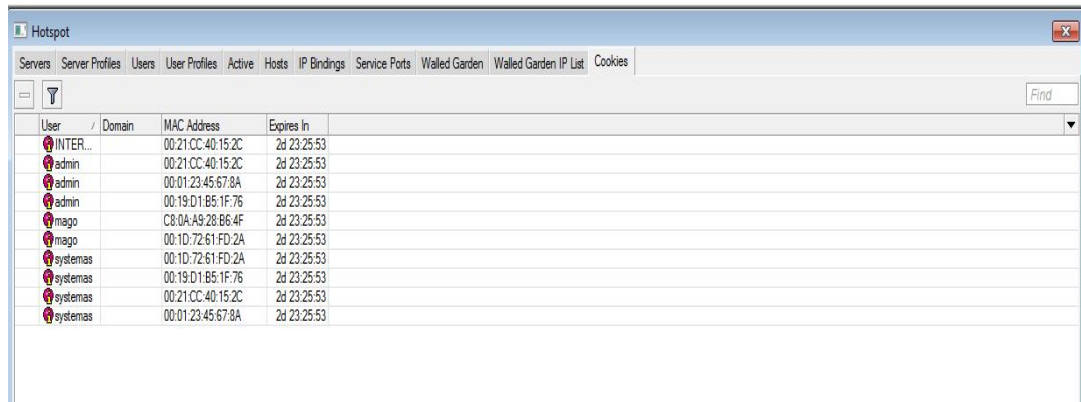 Hotspot
Servers Server Profiles Users User Profiles Active Hosts IP Bindings Service Ports Walled Garden Walled Garden IP List Cookies
Find
User / Domain MAC Address Expires In
INTER... 00:21:CC:40:15:2C 2d 23:25:53
admin 00:21:CC:40:15:2C 2d 23:25:53
admin 00:01:23:45:67:8A 2d 23:25:53
admin 00:19:D1:B5:1F:76 2d 23:25:53
mago C8:0A:A9:28:B6:4F 2d 23:25:53
mago 00:1D:72:61:FD:2A 2d 23:25:53
systemas 00:1D:72:61:FD:2A 2d 23:25:53
systemas 00:19:D1:B5:1F:76 2d 23:25:53
systemas 00:21:CC:40:15:2C 2d 23:25:53
systemas 00:01:23:45:67:8A 2d 23:25:53